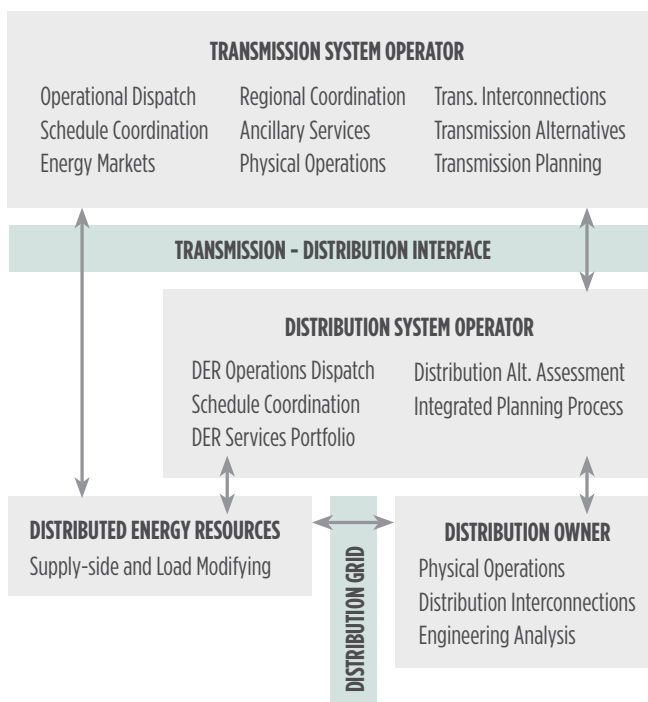 TRANSMISSION SYSTEM OPERATOR
Operational Dispatch
Schedule Coordination
Energy Markets
Regional Coordination
Ancillary Services
Physical Operations
Trans. Interconnections
Transmission Alternatives
Transmission Planning
TRANSMISSION - DISTRIBUTION INTERFACE
DISTRIBUTION SYSTEM OPERATOR
DER Operations Dispatch
Schedule Coordination
DER Services Portfolio
Distribution Alt. Assessment
Integrated Planning Process
DISTRIBUTED ENERGY RESOURCES
Supply-side and Load Modifying
DISTRIBUTION GRID
DISTRIBUTION OWNER
Physical Operations
Distribution Interconnections
Engineering Analysis